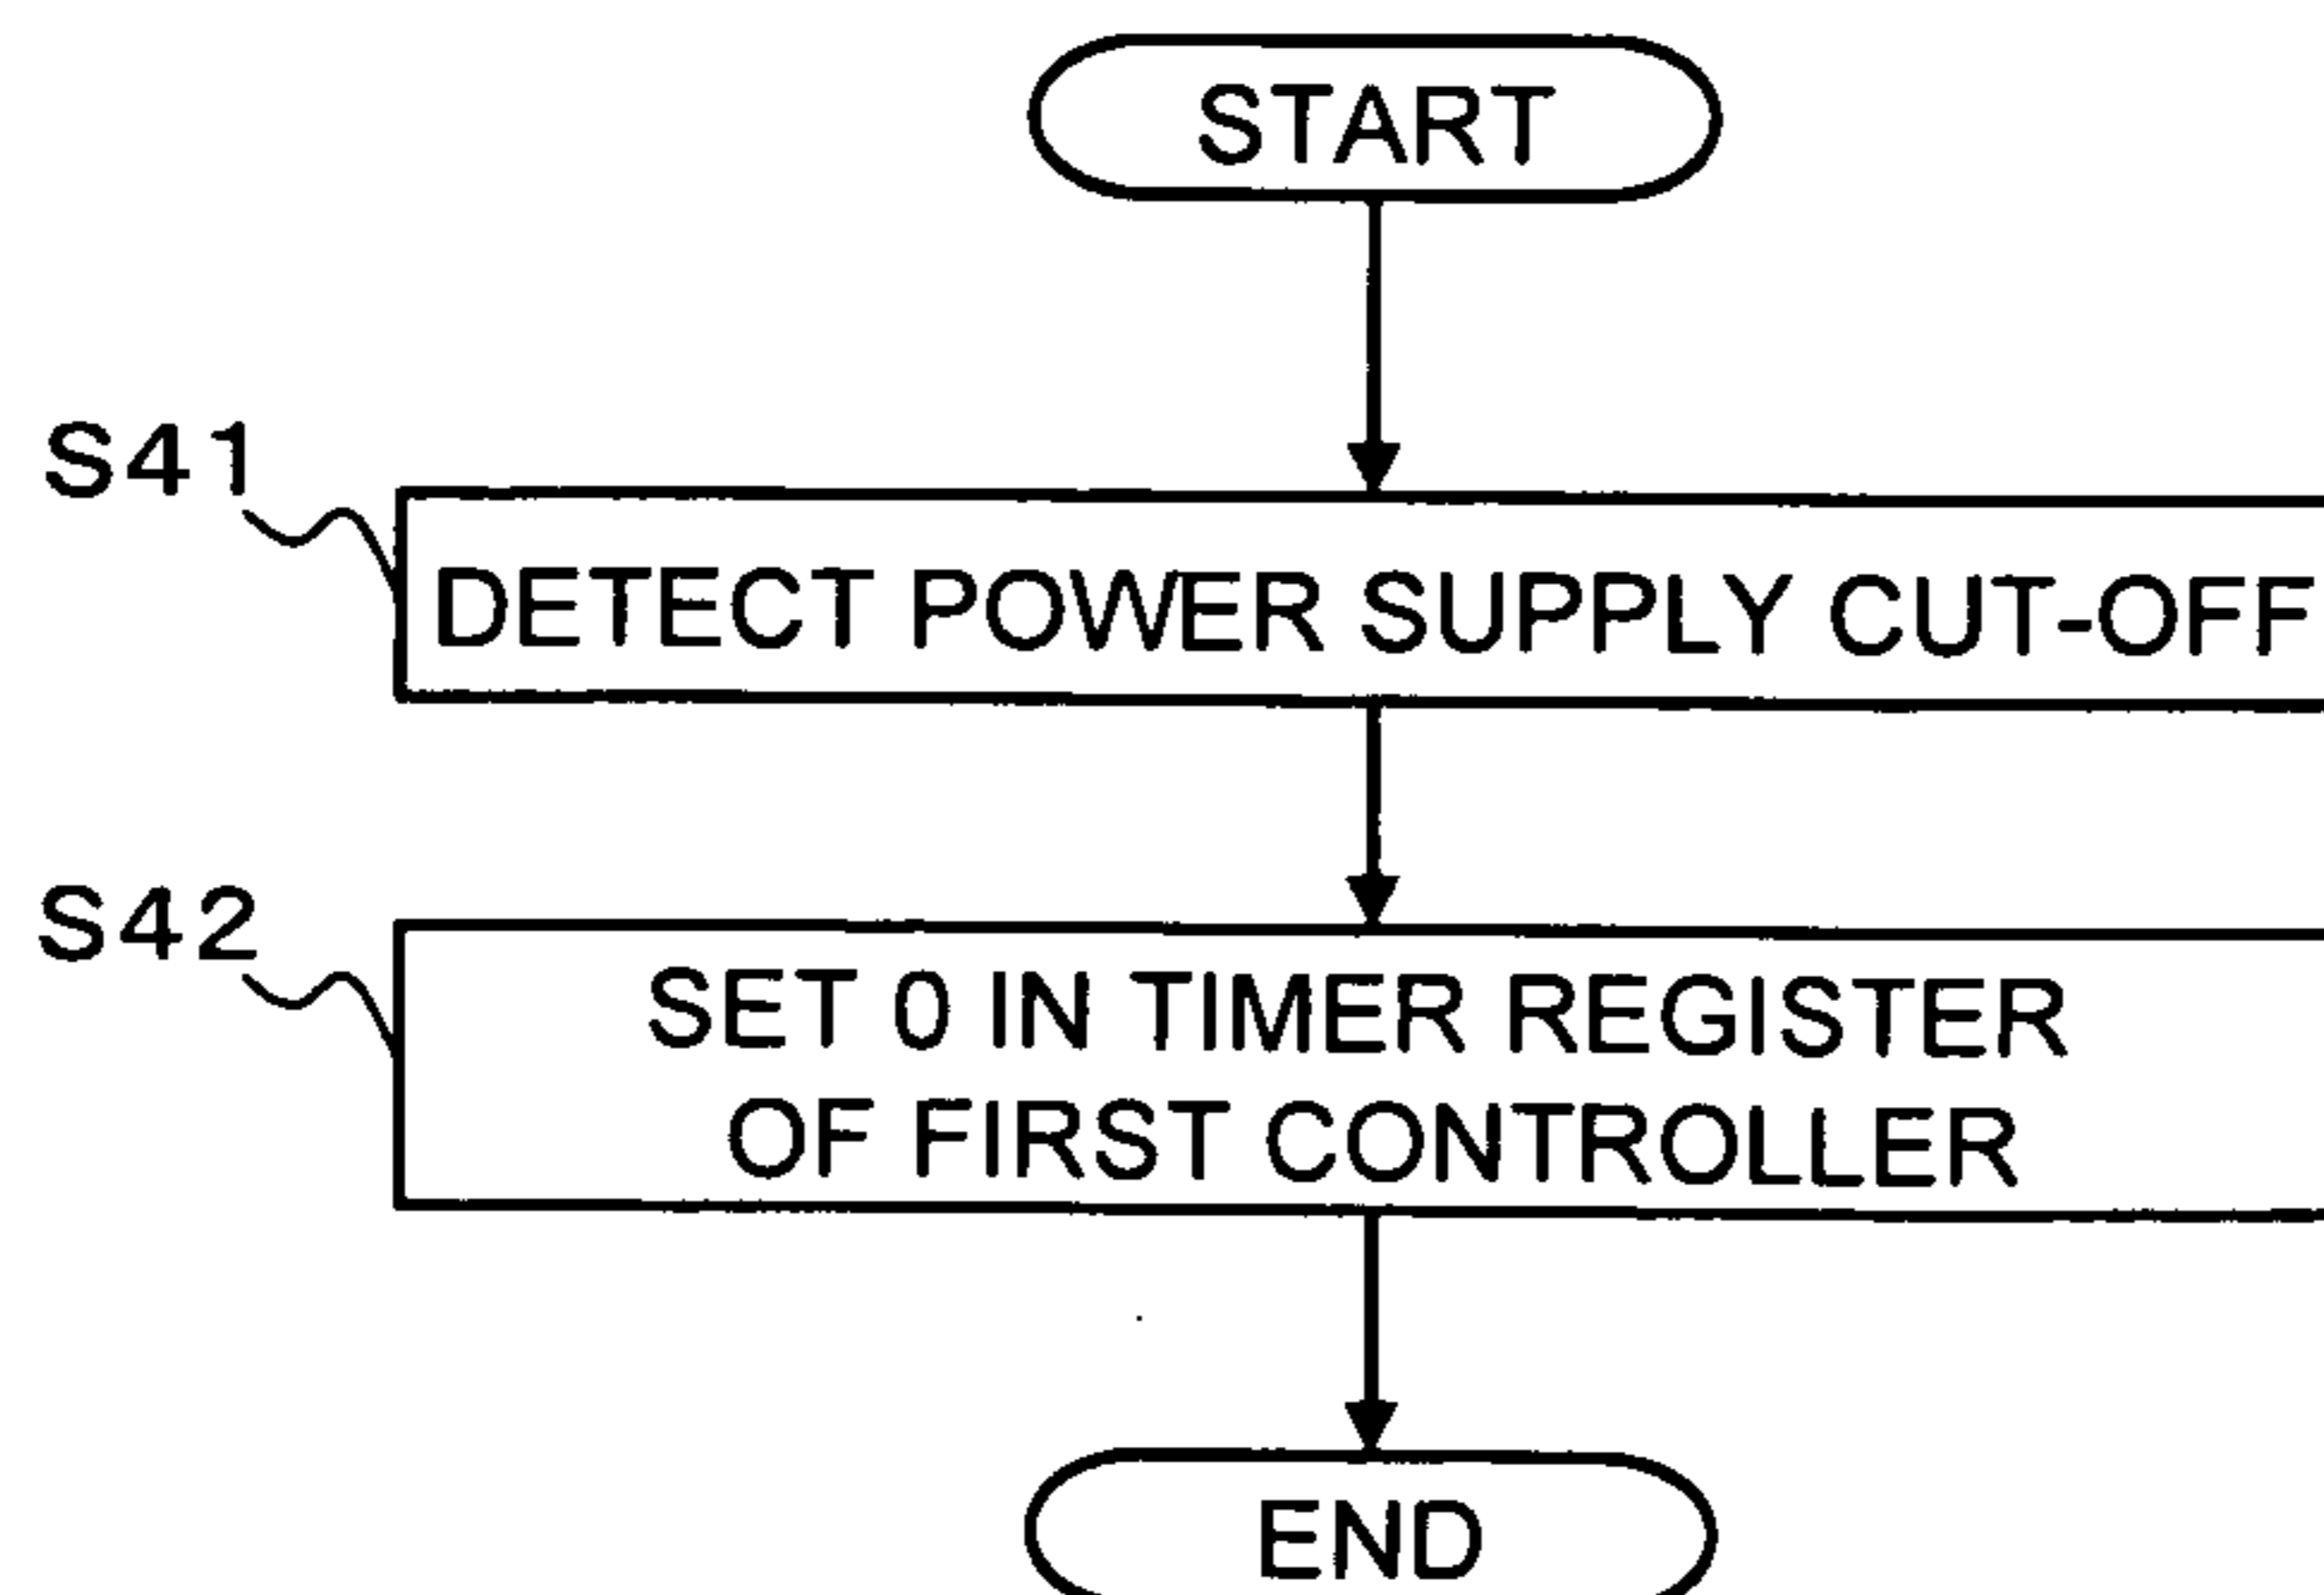 START
S41
DETECT POWER SUPPLY CUT-OFF
S42
SET 0 IN TIMER REGISTER
OF FIRST CONTROLLER
END